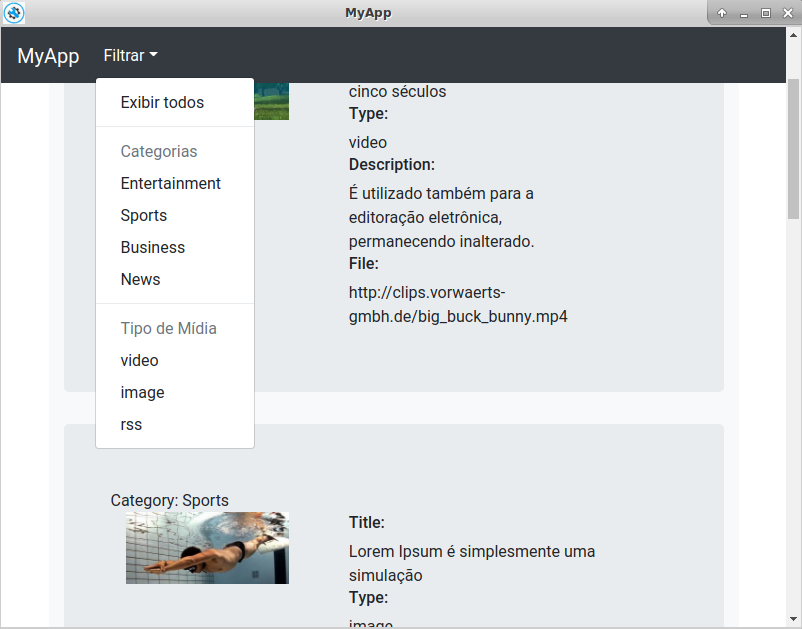 MyApp
MyApp
Filtrar
Exibir todos
Categorias
Entertainment
Sports
Business
News
Tipo de Mídia
video
image
rss
cinco séculos
Type:
video
Description:
É utilizado também para a
editoração eletrônica,
permanecendo inalterado.
File:
http://clips.vorwaerts-
gmbh.de/big_buck_bunny.mp4
Category: Sports
Title:
Lorem Ipsum é simplesmente uma
simulação
Type:
image